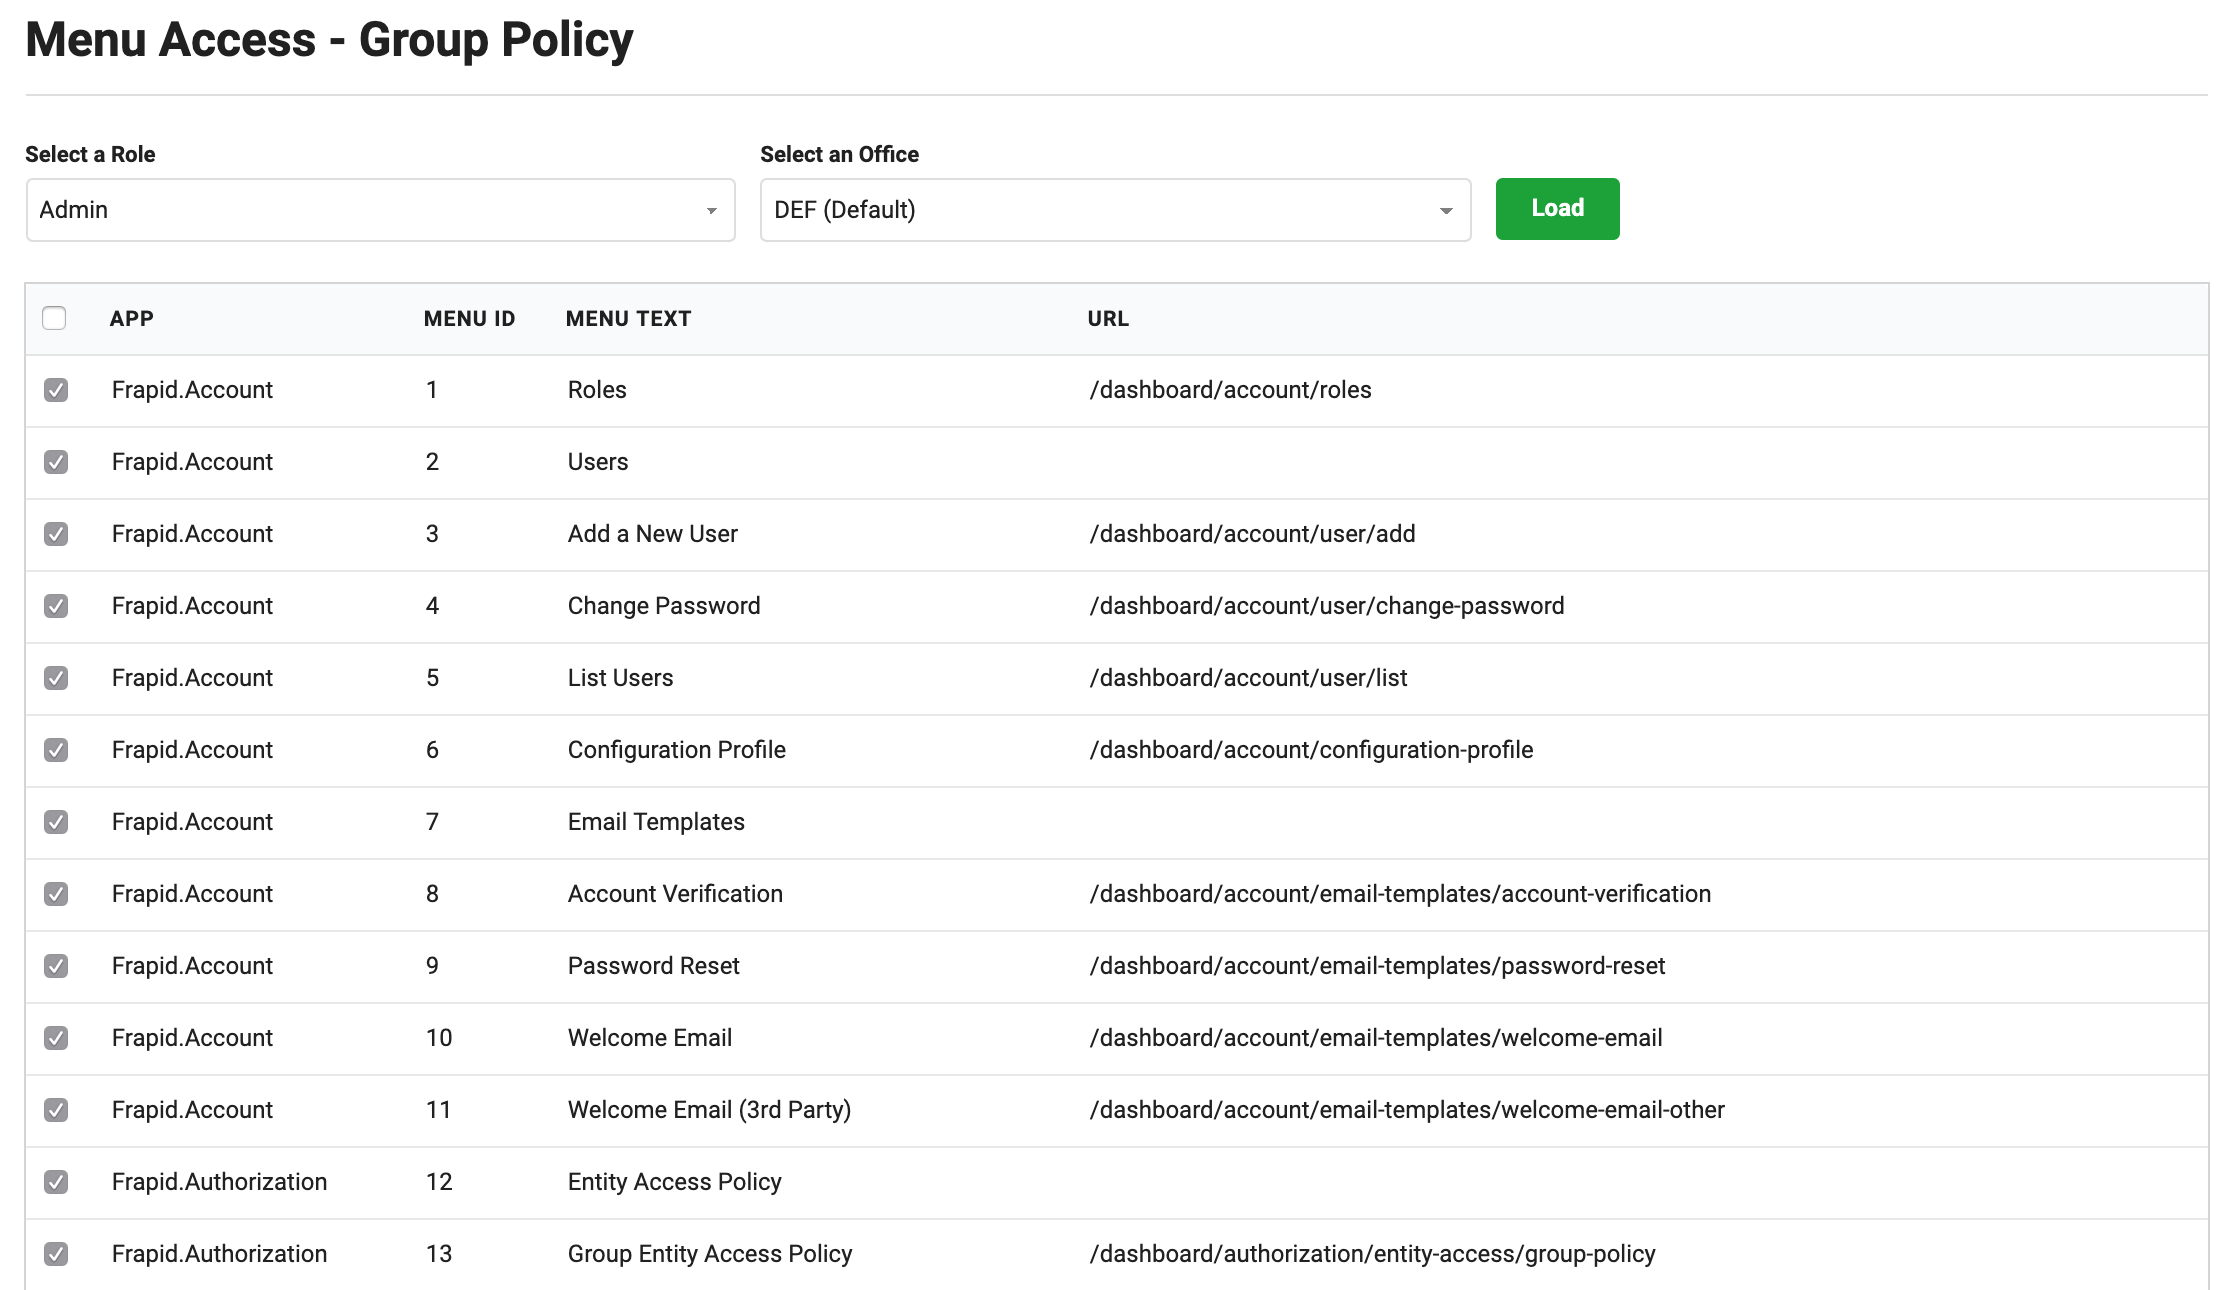 Menu Access - Group Policy
Select a Role Select an Office
Admin DEF (Default) Load
APP MENU ID MENU TEXT URL
Frapid.Account 1 Roles /dashboard/account/roles
Frapid.Account 2 Users
Frapid.Account 3 Add a New User /dashboard/account/user/add
Frapid.Account 4 Change Password /dashboard/account/user/change-password
Frapid.Account 5 List Users /dashboard/account/user/list
Frapid.Account 6 Configuration Profile /dashboard/account/configuration-profile
Frapid.Account 7 Email Templates
Frapid.Account 8 Account Verification /dashboard/account/email-templates/account-verification
Frapid.Account 9 Password Reset /dashboard/account/email-templates/password-reset
Frapid.Account 10 Welcome Email /dashboard/account/email-templates/welcome-email
Frapid.Account 11 Welcome Email (3rd Party) /dashboard/account/email-templates/welcome-email-other
Frapid.Authorization 12 Entity Access Policy
Frapid.Authorization 13 Group Entity Access Policy /dashboard/authorization/entity-access/group-policy